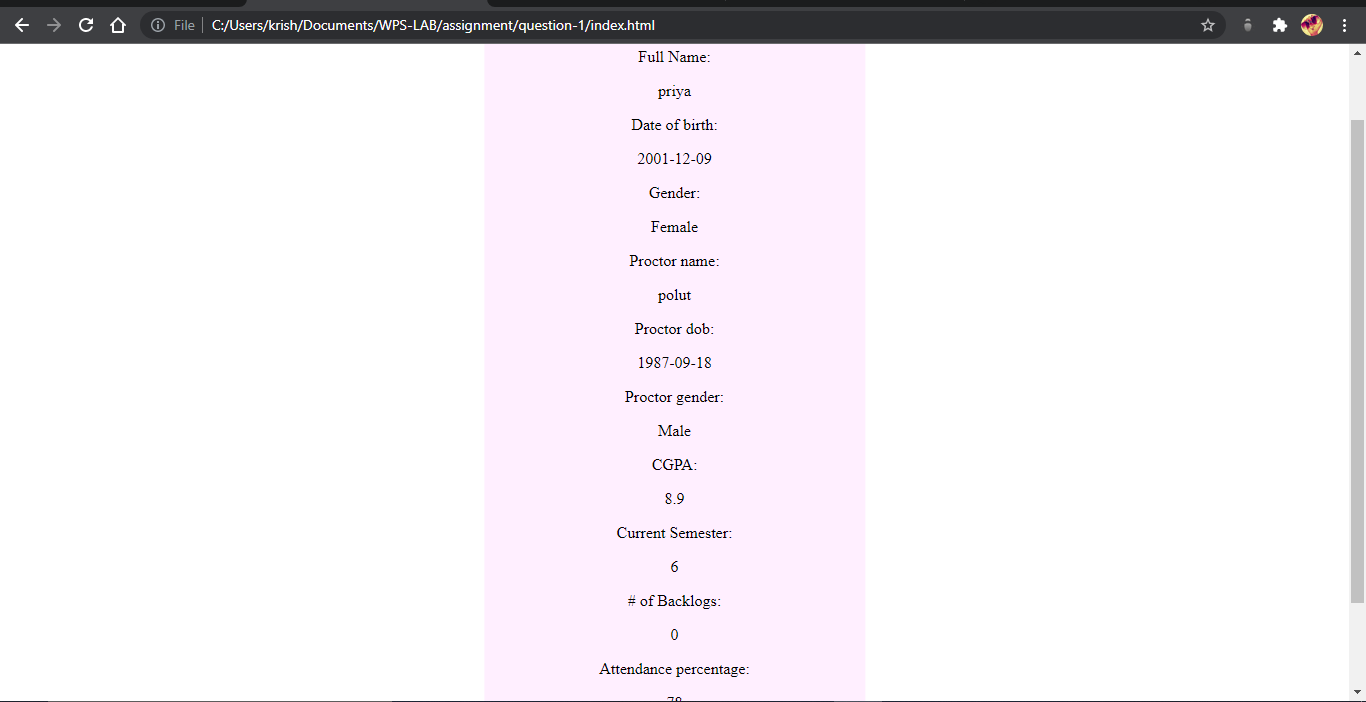 File
C:/Users/krish/Documents/WPS-LAB/assignment/question-1/index.html
Full Name:
priya
Date of birth:
2001-12-09
Gender:
Female
Proctor name:
polut
Proctor dob:
1987-09-18
Proctor gender:
Male
CGPA:
8.9
Current Semester:
6
# of Backlogs:
0
Attendance percentage: